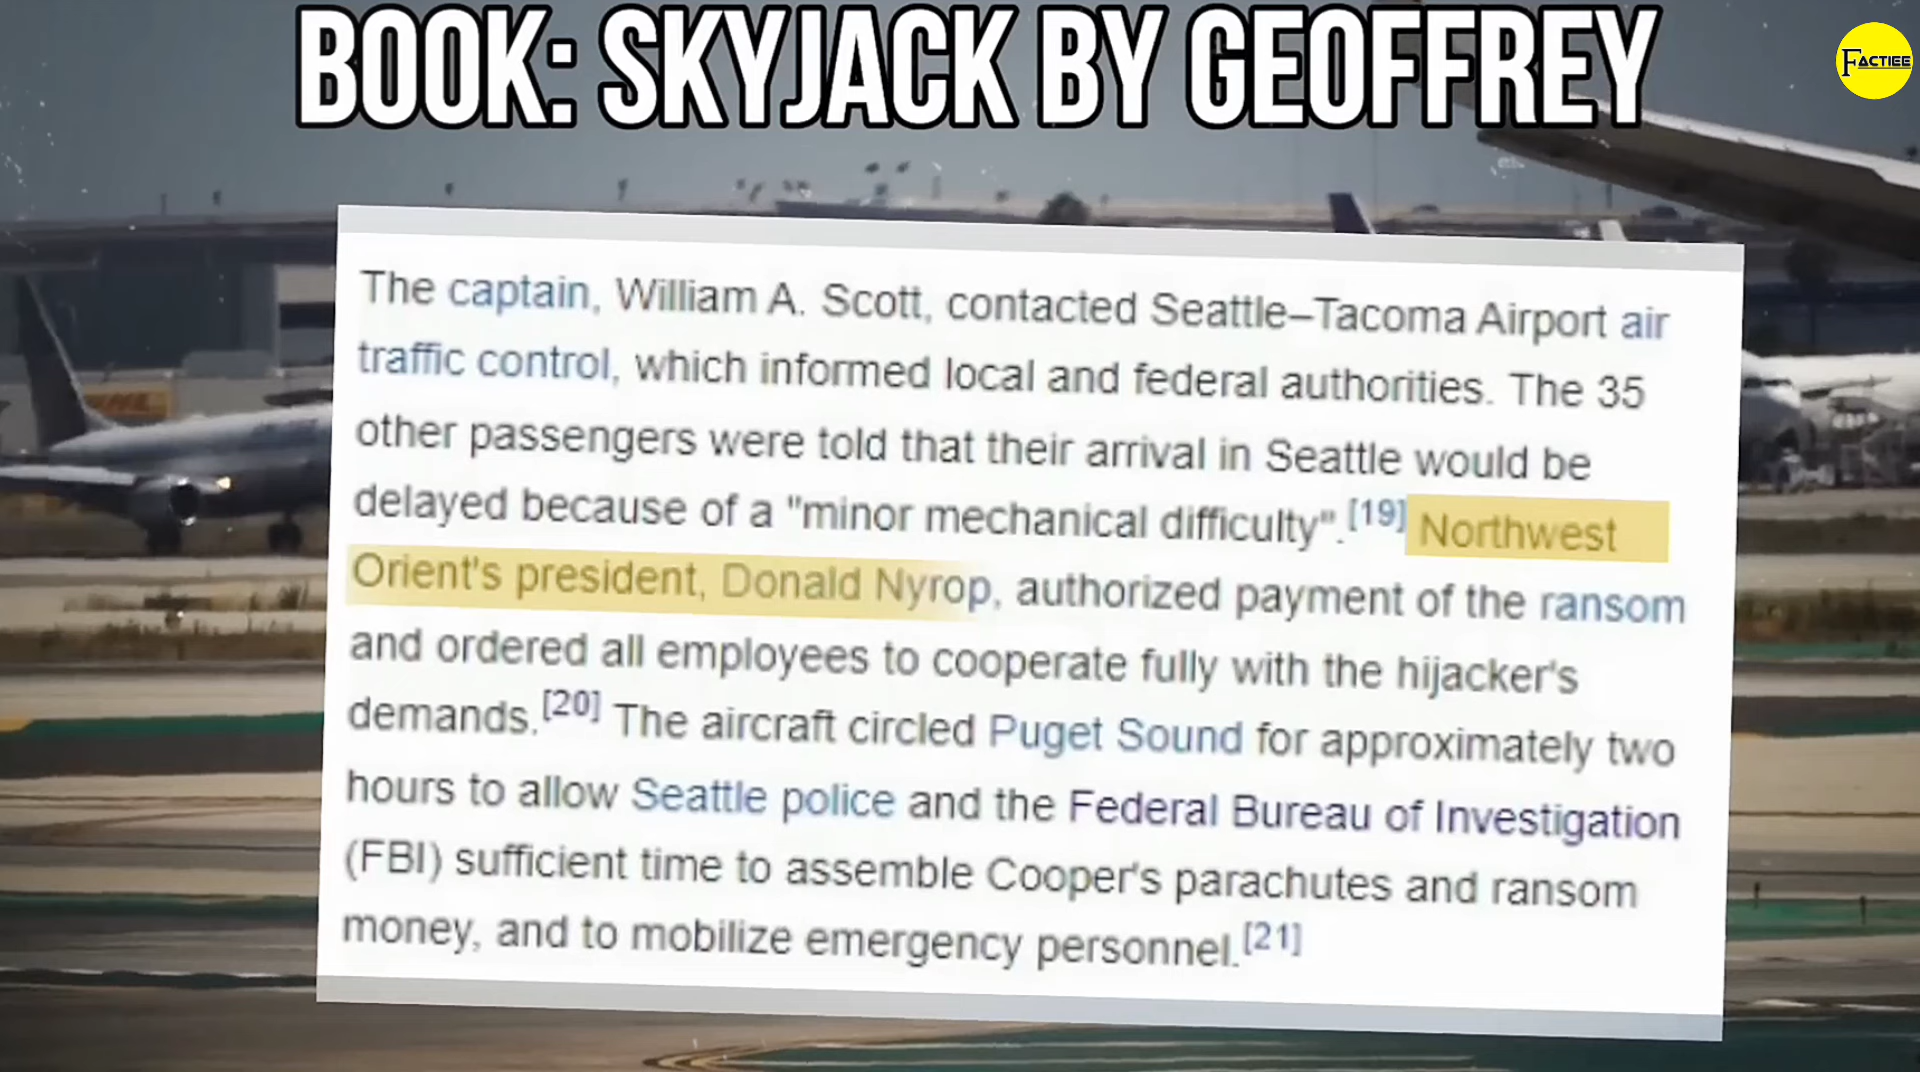 BOOK: SKYJACK BY GEOFFREY
FACTIEE
The captain, William A. Scott, contacted Seattle–Tacoma Airport air
traffic control, which informed local and federal authorities. The 35
other passengers were told that their arrival in Seattle would be
delayed because of a "minor mechanical difficulty".[19] Northwest
Orient's president, Donald Nyrop, authorized payment of the ransom
and ordered all employees to cooperate fully with the hijacker's
demands.[20] The aircraft circled Puget Sound for approximately two
hours to allow Seattle police and the Federal Bureau of Investigation
(FBI) sufficient time to assemble Cooper's parachutes and ransom
money, and to mobilize emergency personnel.[21]